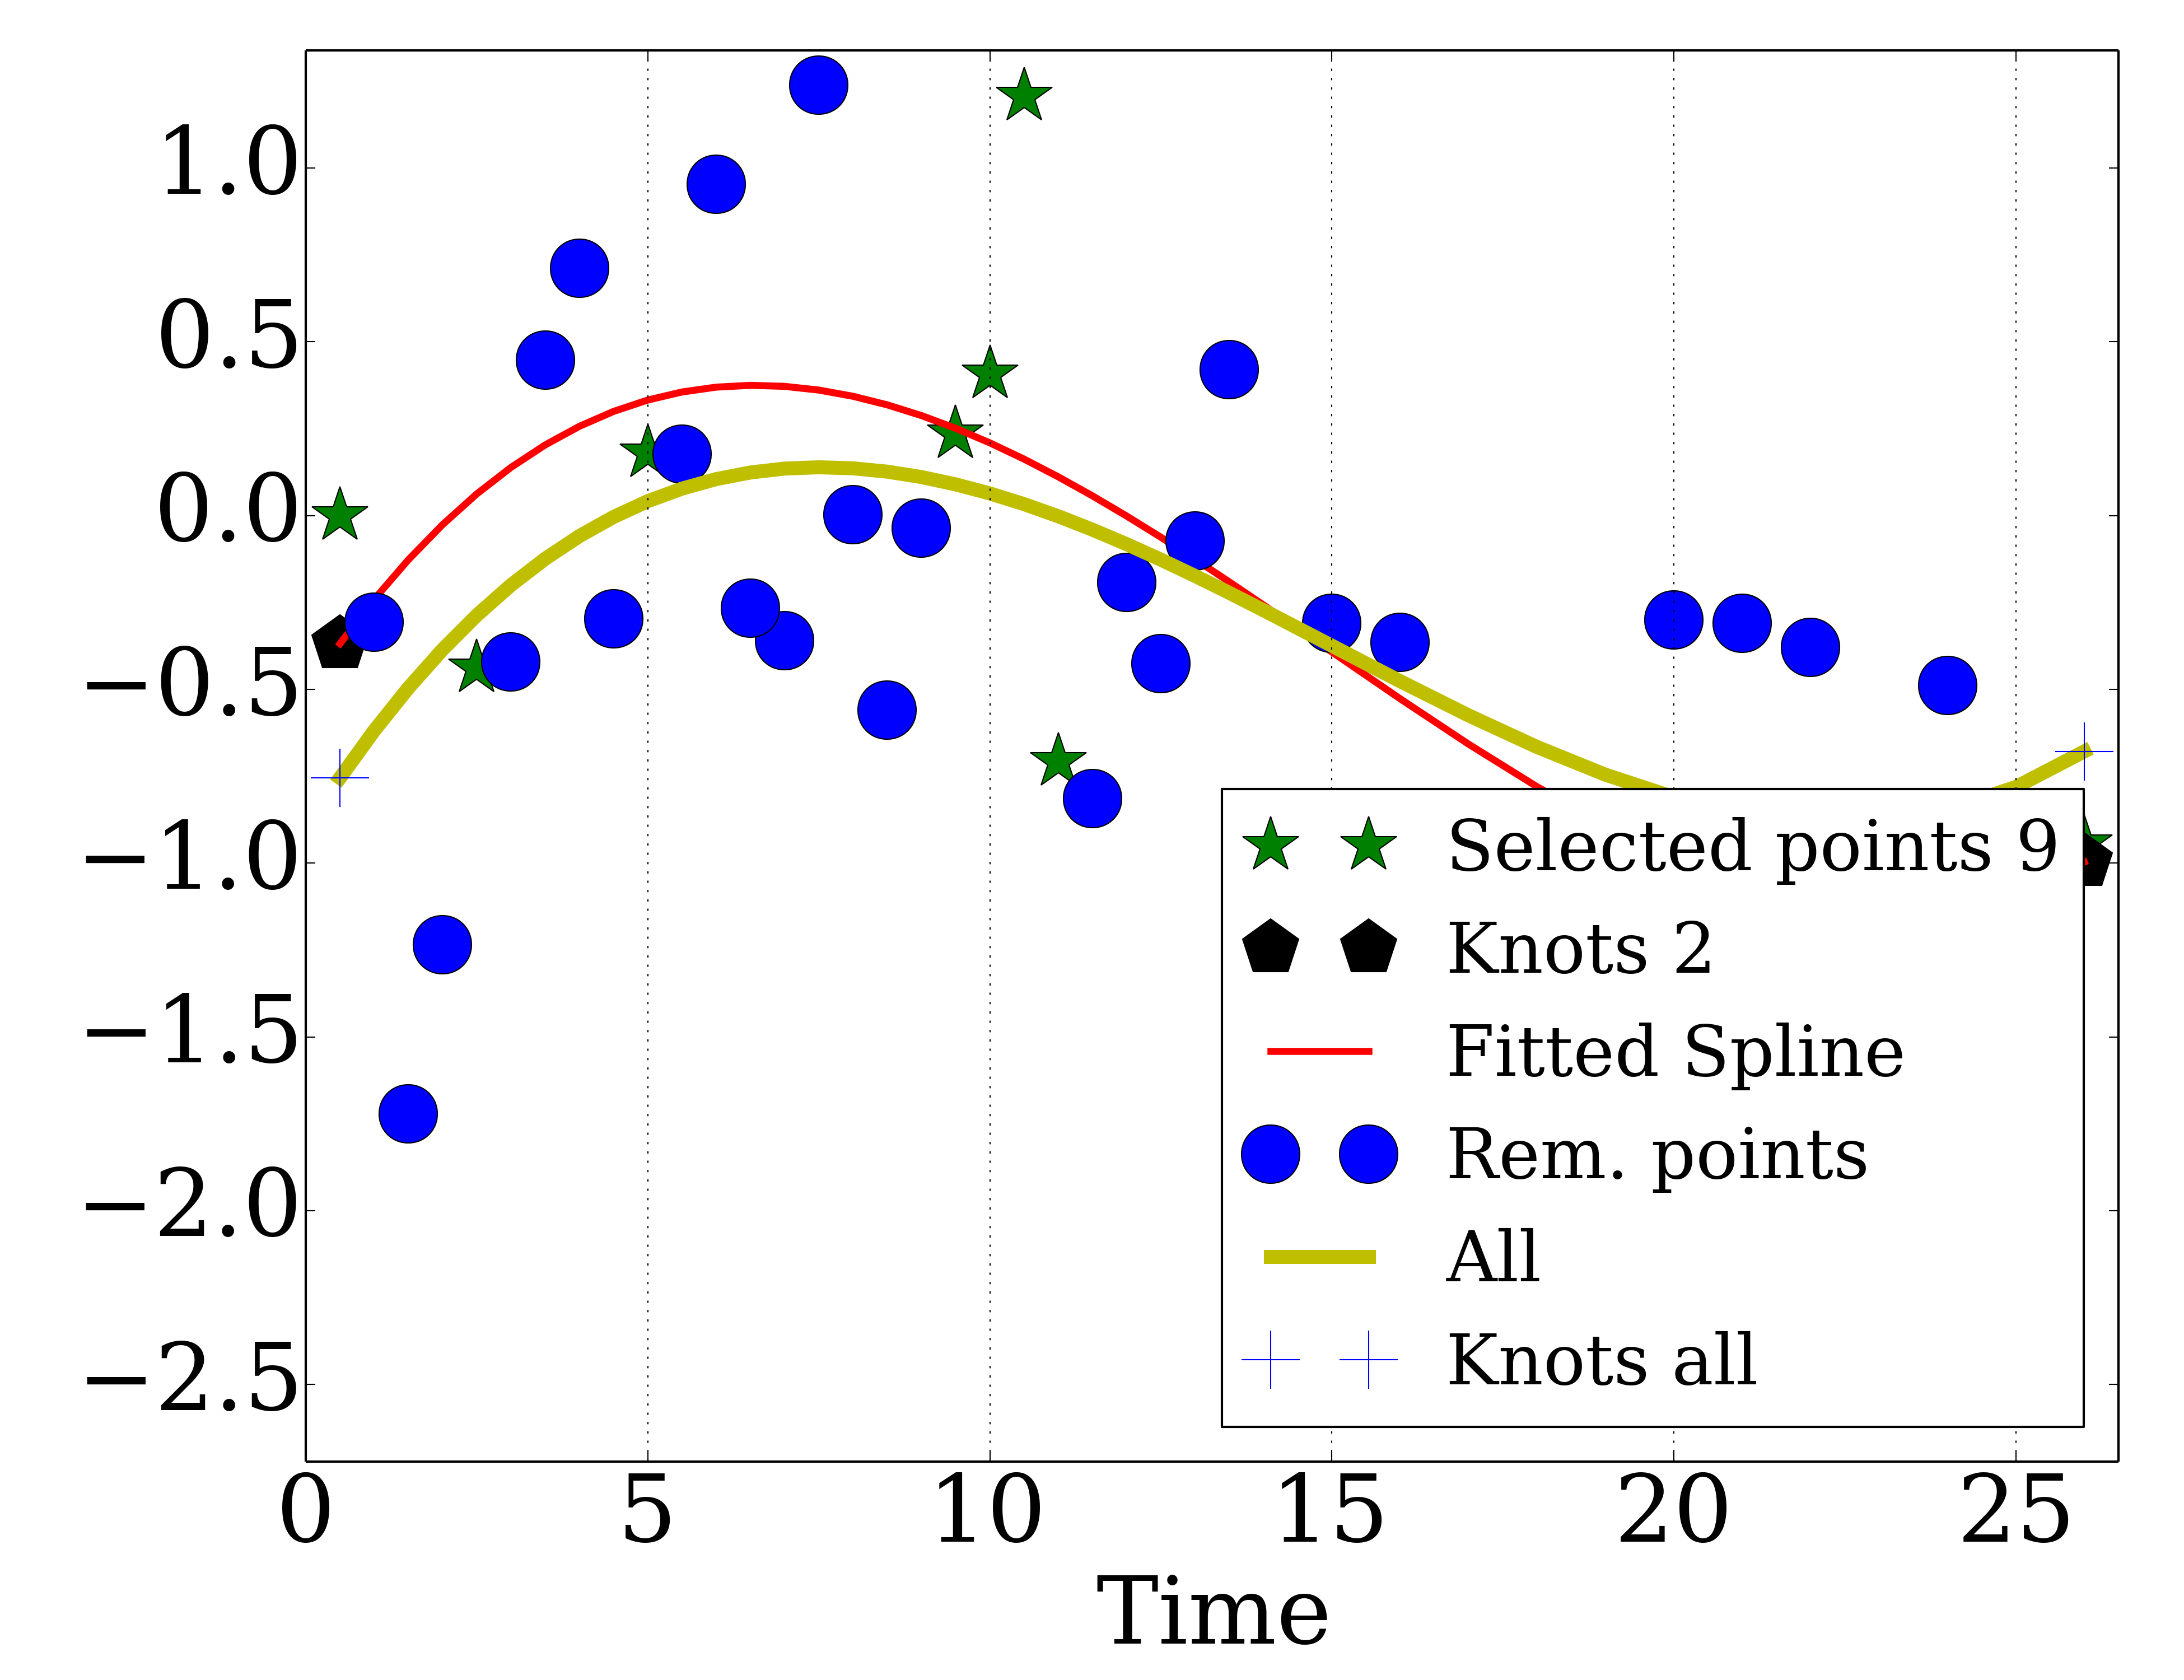 1.0
0.5
0.0
−0.5
−1.0
−1.5
−2.0
−2.5
Selected points 9
Knots 2
Fitted Spline
Rem. points
All
Knots all
0 5 10 15 20 25
Time